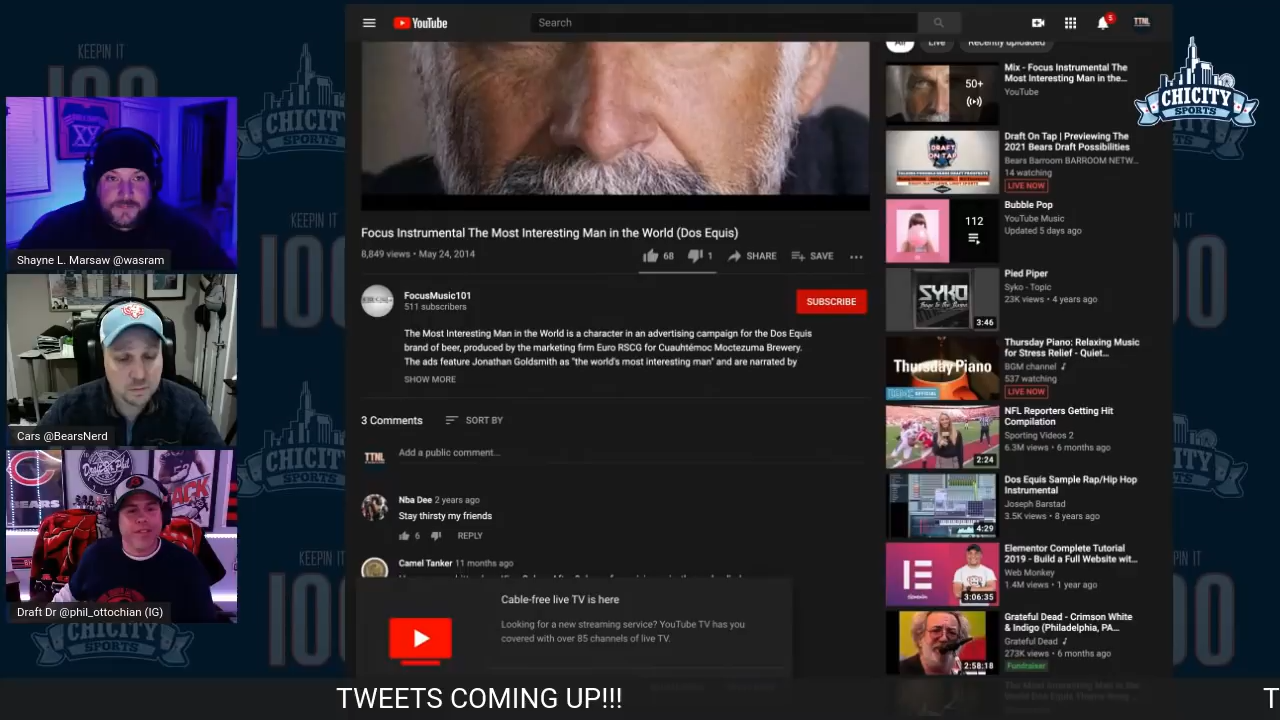 KEEPIN IT
100
CHICITY
SPORTS
Shayne L. Marsaw @wasram
Cars @BearsNerd
BEARS
Draft Dr @phil_ottochian (IG)
YouTube
Search
5
TTNL
All
Live
Recently uploaded
Focus Instrumental The Most Interesting Man in the World (Dos Equis)
8,849 views • May 24, 2014
68
1
SHARE
SAVE
FocusMusic101
511 subscribers
SUBSCRIBE
The Most Interesting Man in the World is a character in an advertising campaign for the Dos Equis
brand of beer, produced by the marketing firm Euro RSCG for Cuauhtémoc Moctezuma Brewery.
The ads feature Jonathan Goldsmith as "the world's most interesting man" and are narrated by
SHOW MORE
3 Comments
SORT BY
TTNL
Add a public comment...
Nba Dee 2 years ago
Stay thirsty my friends
6
REPLY
Camel Tanker 11 months ago
Cable-free live TV is here
Looking for a new streaming service? YouTube TV has you
covered with over 85 channels of live TV.
50+
Mix - Focus Instrumental The
Most Interesting Man in the...
YouTube
DRAFT
ON TAP
Draft On Tap | Previewing The
2021 Bears Draft Possibilities
Bears Barroom BARROOM NETW...
14 watching
LIVE NOW
112
Bubble Pop
YouTube Music
Updated 5 days ago
SYKO
3:46
Pied Piper
Syko - Topic
23K views • 4 years ago
Thursday Piano
Thursday Piano: Relaxing Music
for Stress Relief - Quiet...
BGM channel
537 watching
LIVE NOW
2:24
NFL Reporters Getting Hit
Compilation
Sporting Videos 2
6.3M views • 6 months ago
4:29
Dos Equis Sample Rap/Hip Hop
Instrumental
Joseph Barstad
3.5K views • 8 years ago
3:06:35
Elementor Complete Tutorial
2019 - Build a Full Website wit...
Web Monkey
1.4M views • 1 year ago
2:58:18
Grateful Dead - Crimson White
& Indigo (Philadelphia, PA...
Grateful Dead
273K views • 6 months ago
Fundraiser
CHICITY
SPORTS
TWEETS COMING UP!!!
T